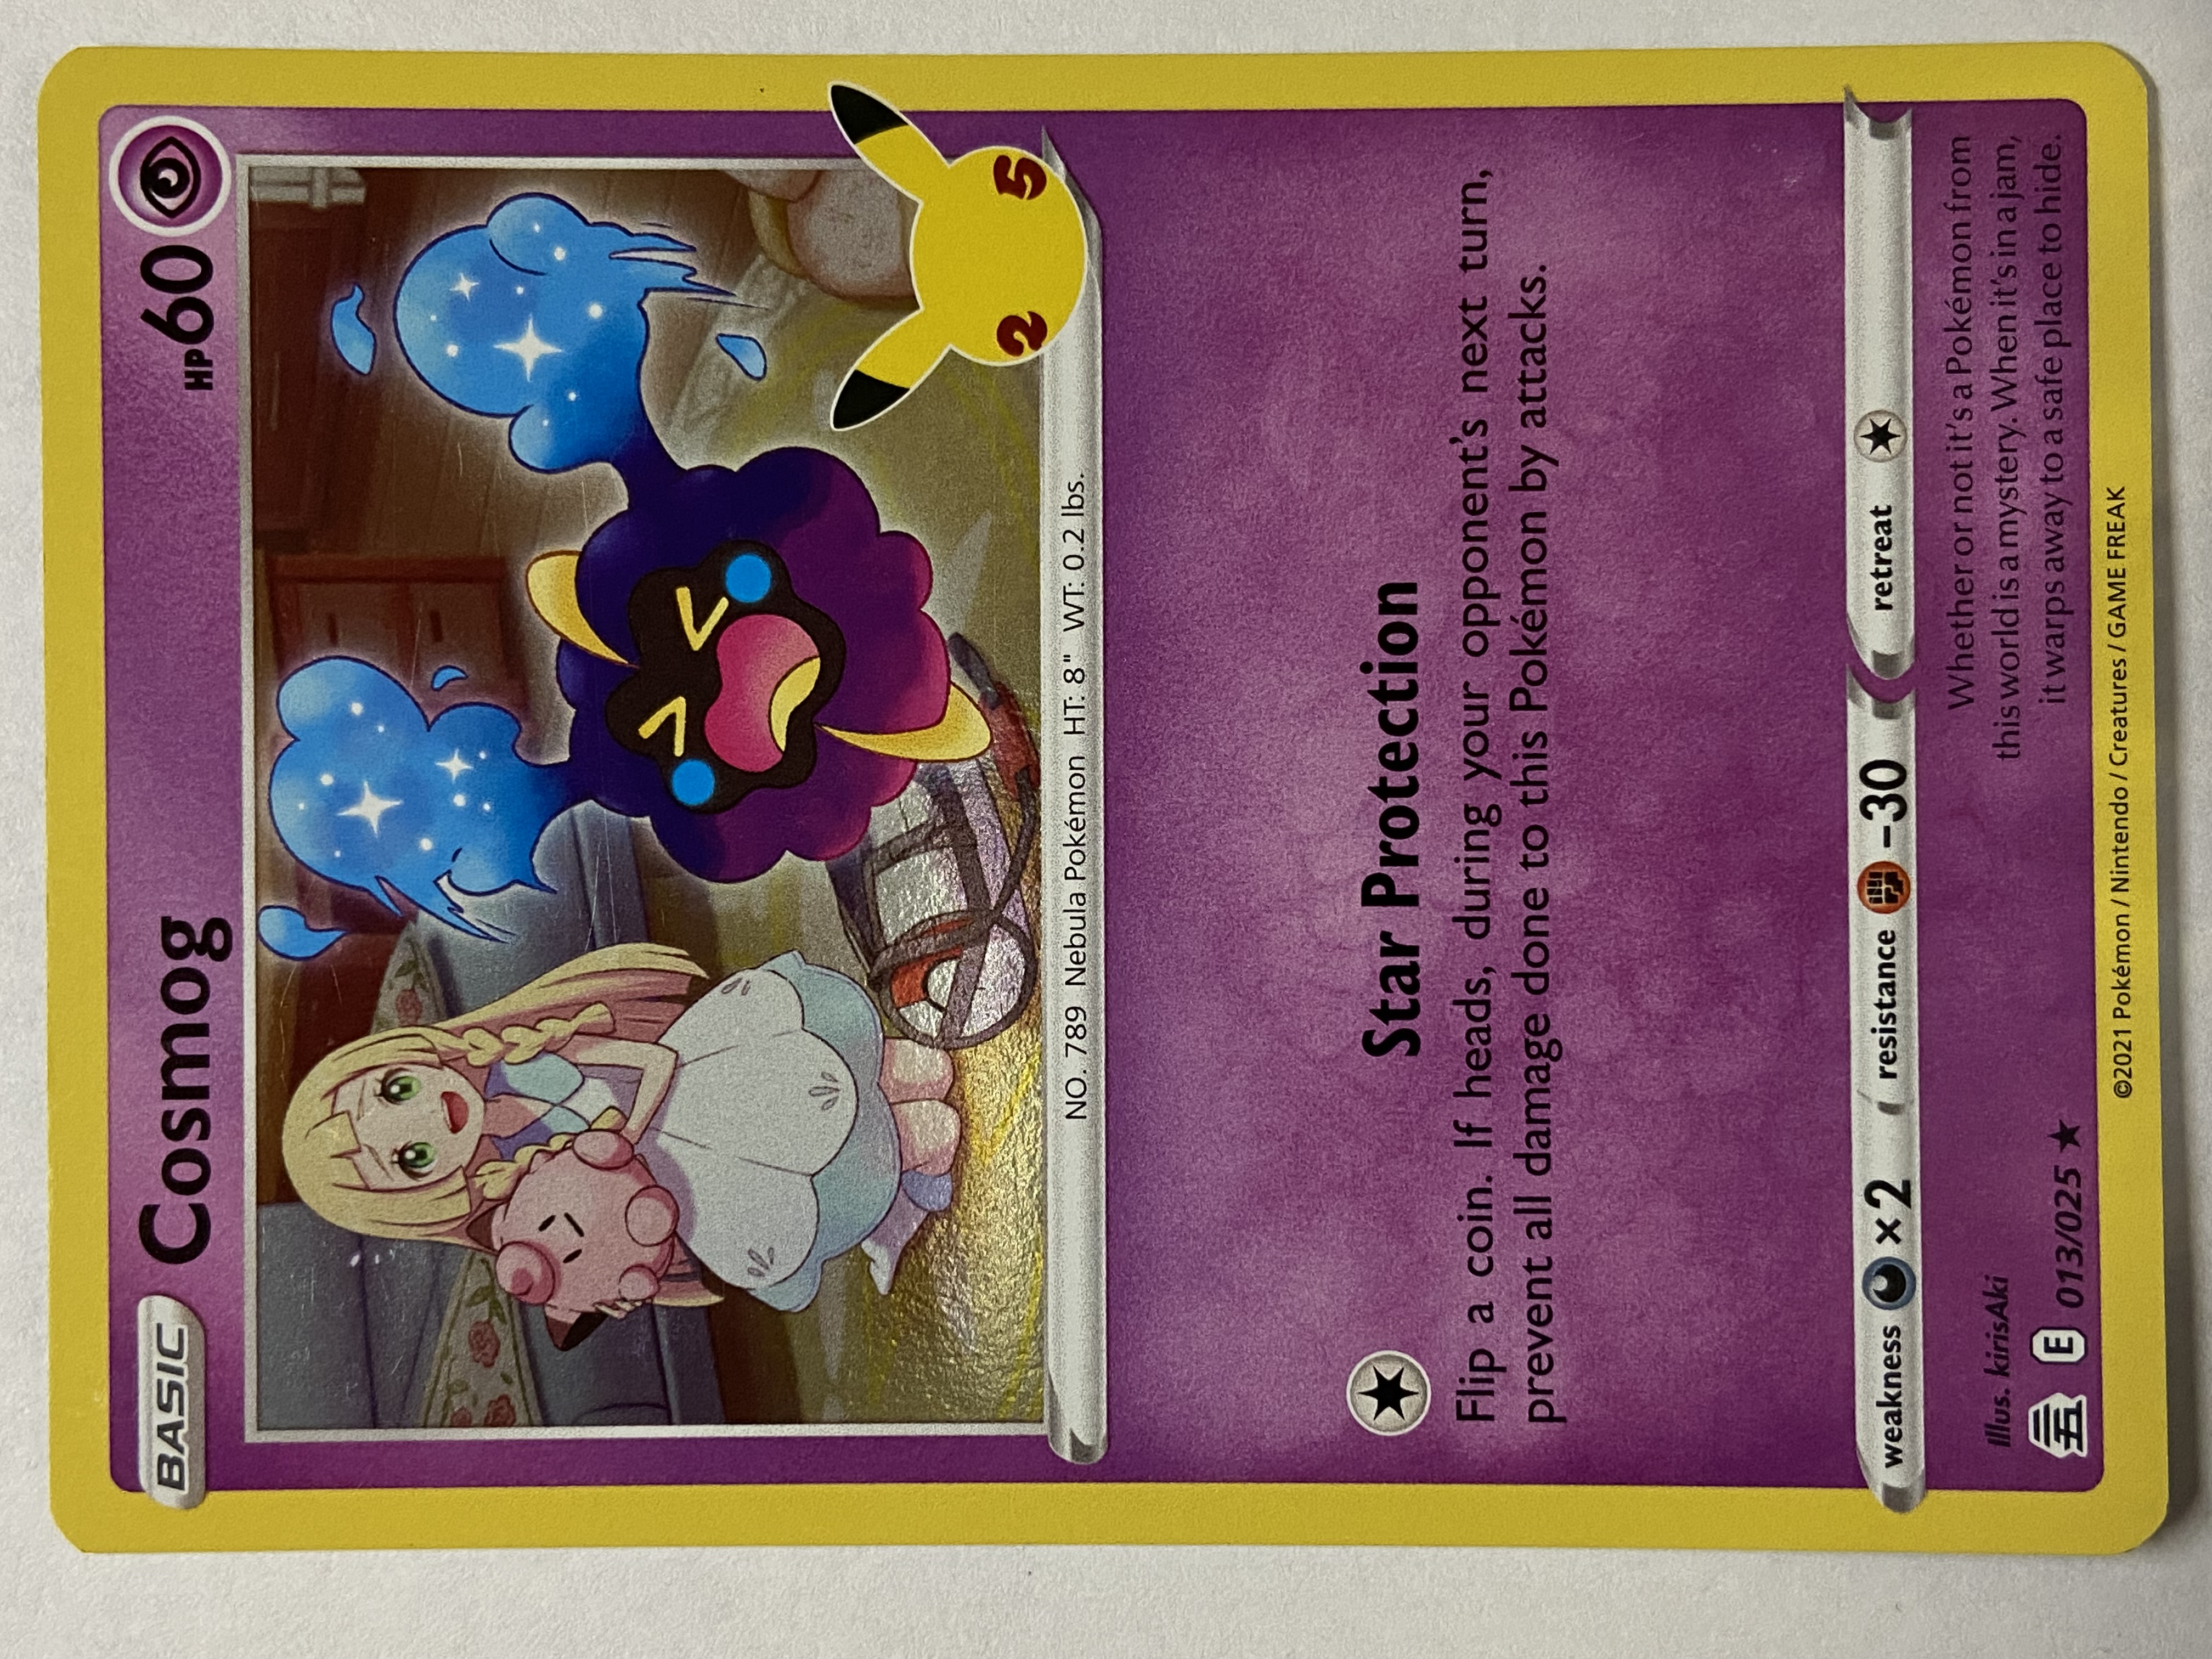 BASIC Cosmog HP60
25
NO. 789 Nebula Pokémon HT: 8" WT: 0.2 lbs.
Star Protection
Flip a coin. If heads, during your opponent's next turn,
prevent all damage done to this Pokémon by attacks.
weakness ×2 resistance -30 retreat
Illus. kirisAki
Whether or not it's a Pokémon from
this world is a mystery. When it's in a jam,
it warps away to a safe place to hide.
E 013/025 ★
©2021 Pokémon / Nintendo / Creatures / GAME FREAK